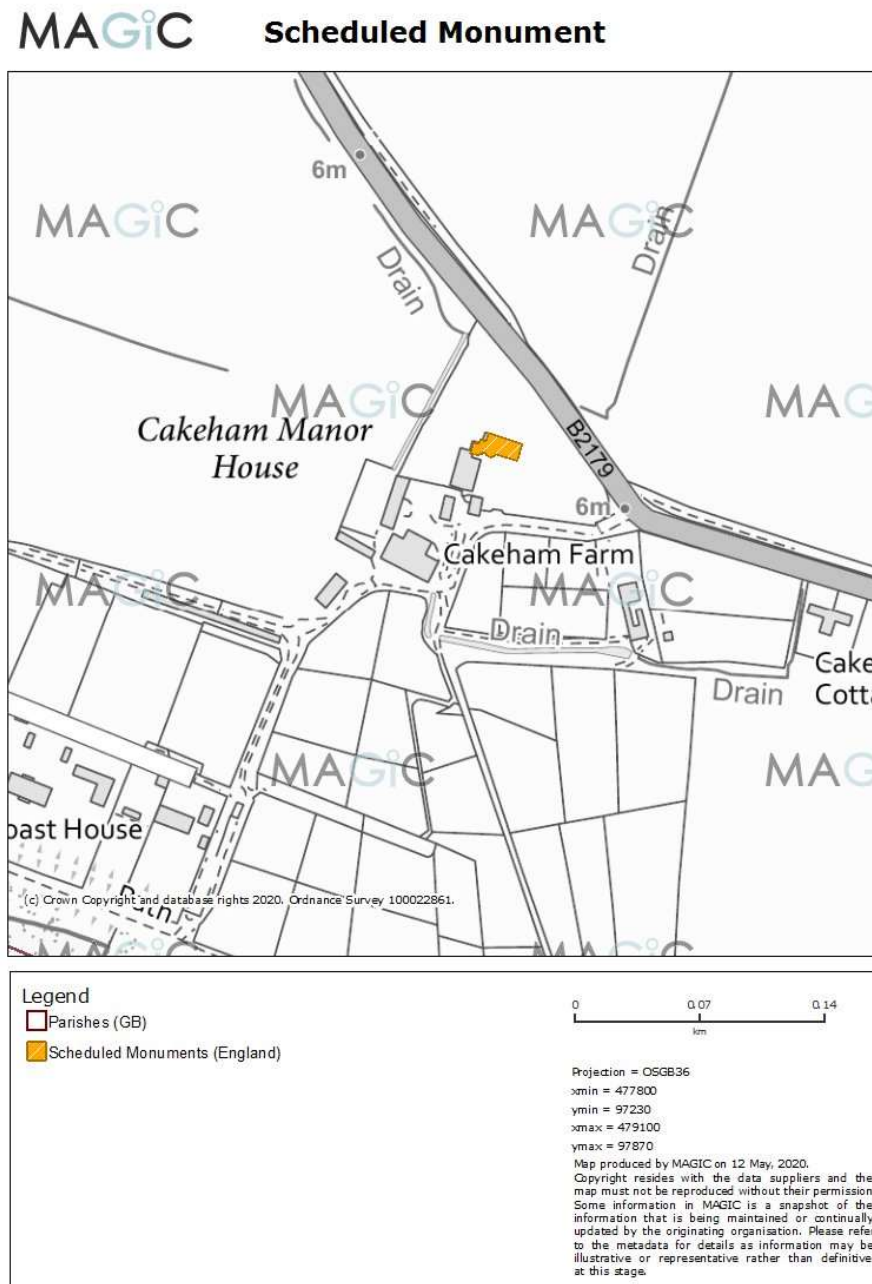 MAGiC
Scheduled Monument
6m
Drain
Drain
MAGiC
MAGiC
MAGiC
MAG
Cakeham Manor
House
B2179
6m
Cakeham Farm
MAGiC
MAGiC
Drain
Cake
Cotta
Drain
MAGiC
MAG
oast House
Path
(c) Crown Copyright and database rights 2020. Ordnance Survey 100022861.
MAGiC
MAGiC
Legend
Parishes (GB)
Scheduled Monuments (England)
0 0.07 0.14
km
Projection = OSGB36
xmin = 477800
ymin = 97230
xmax = 479100
ymax = 97870
Map produced by MAGIC on 12 May, 2020.
Copyright resides with the data suppliers and the
map must not be reproduced without their permission
Some information in MAGIC is a snapshot of the
information that is being maintained or continually
updated by the originating organisation. Please refe
to the metadata for details as information may be
illustrative or representative rather than definitive
at this stage.